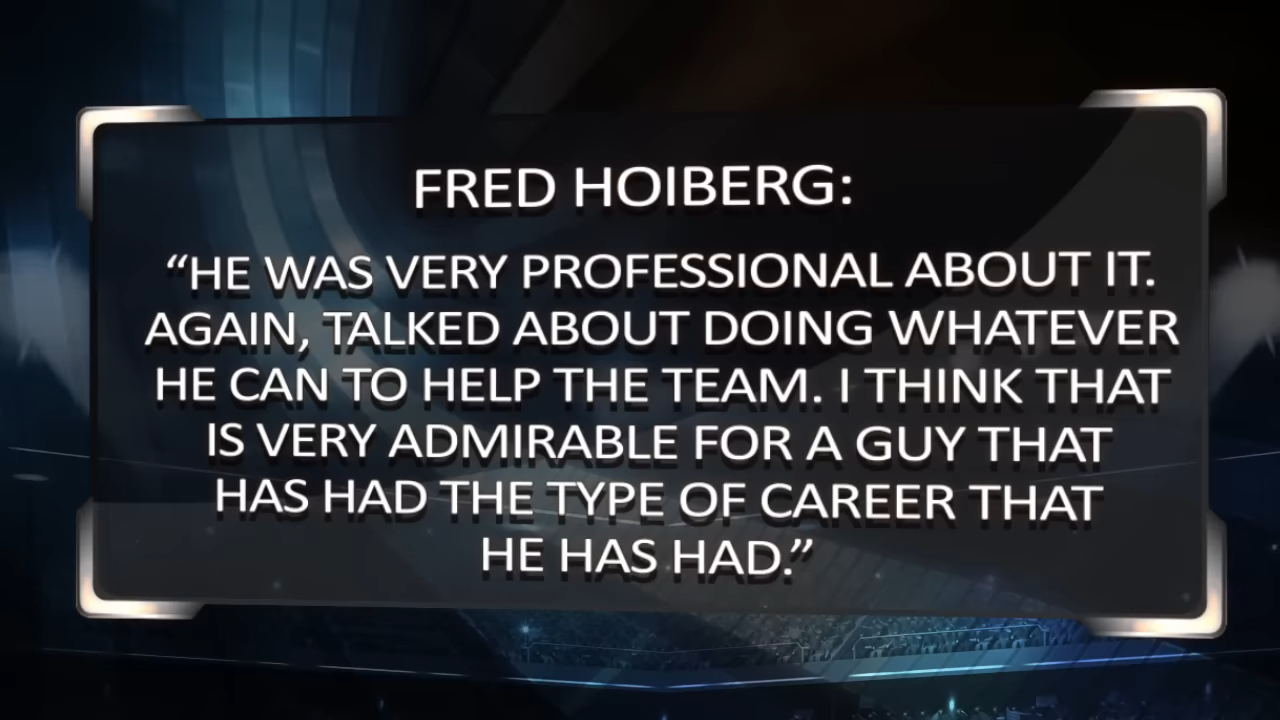 FRED HOIBERG:
“HE WAS VERY PROFESSIONAL ABOUT IT.
AGAIN, TALKED ABOUT DOING WHATEVER
HE CAN TO HELP THE TEAM. I THINK THAT
IS VERY ADMIRABLE FOR A GUY THAT
HAS HAD THE TYPE OF CAREER THAT
HE HAS HAD.”